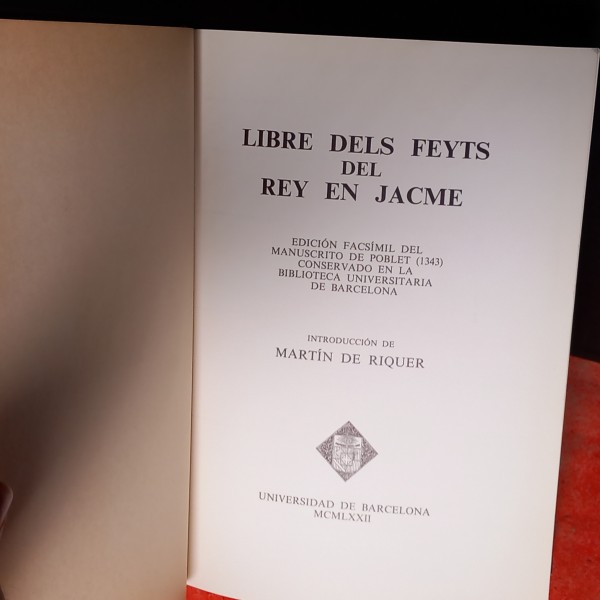 LIBRE DELS FEYTS
DEL
REY EN JACME
EDICIÓN FACSÍMIL DEL
MANUSCRITO DE POBLET (1343)
CONSERVADO EN LA
BIBLIOTECA UNIVERSITARIA
DE BARCELONA
INTRODUCCIÓN DE
MARTÍN DE RIQUER
UNIVERSIDAD DE BARCELONA
MCMLXXII